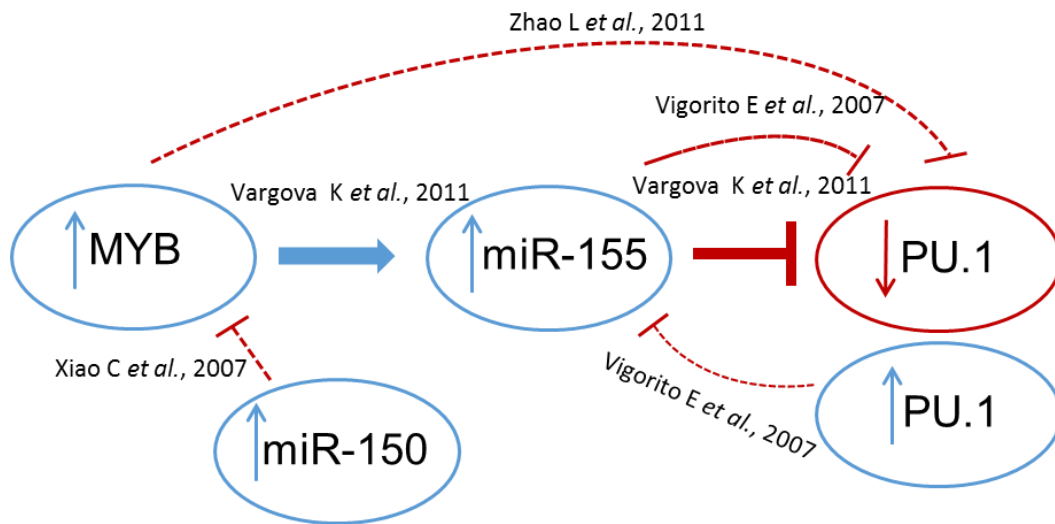 Zhao L et al., 2011
Vigorito E et al., 2007
Vargova K et al., 2011
Vargova K et al., 2011
MYB
miR-155
PU.1
Xiao C et al., 2007
Vigorito E et al., 2007
PU.1
miR-150